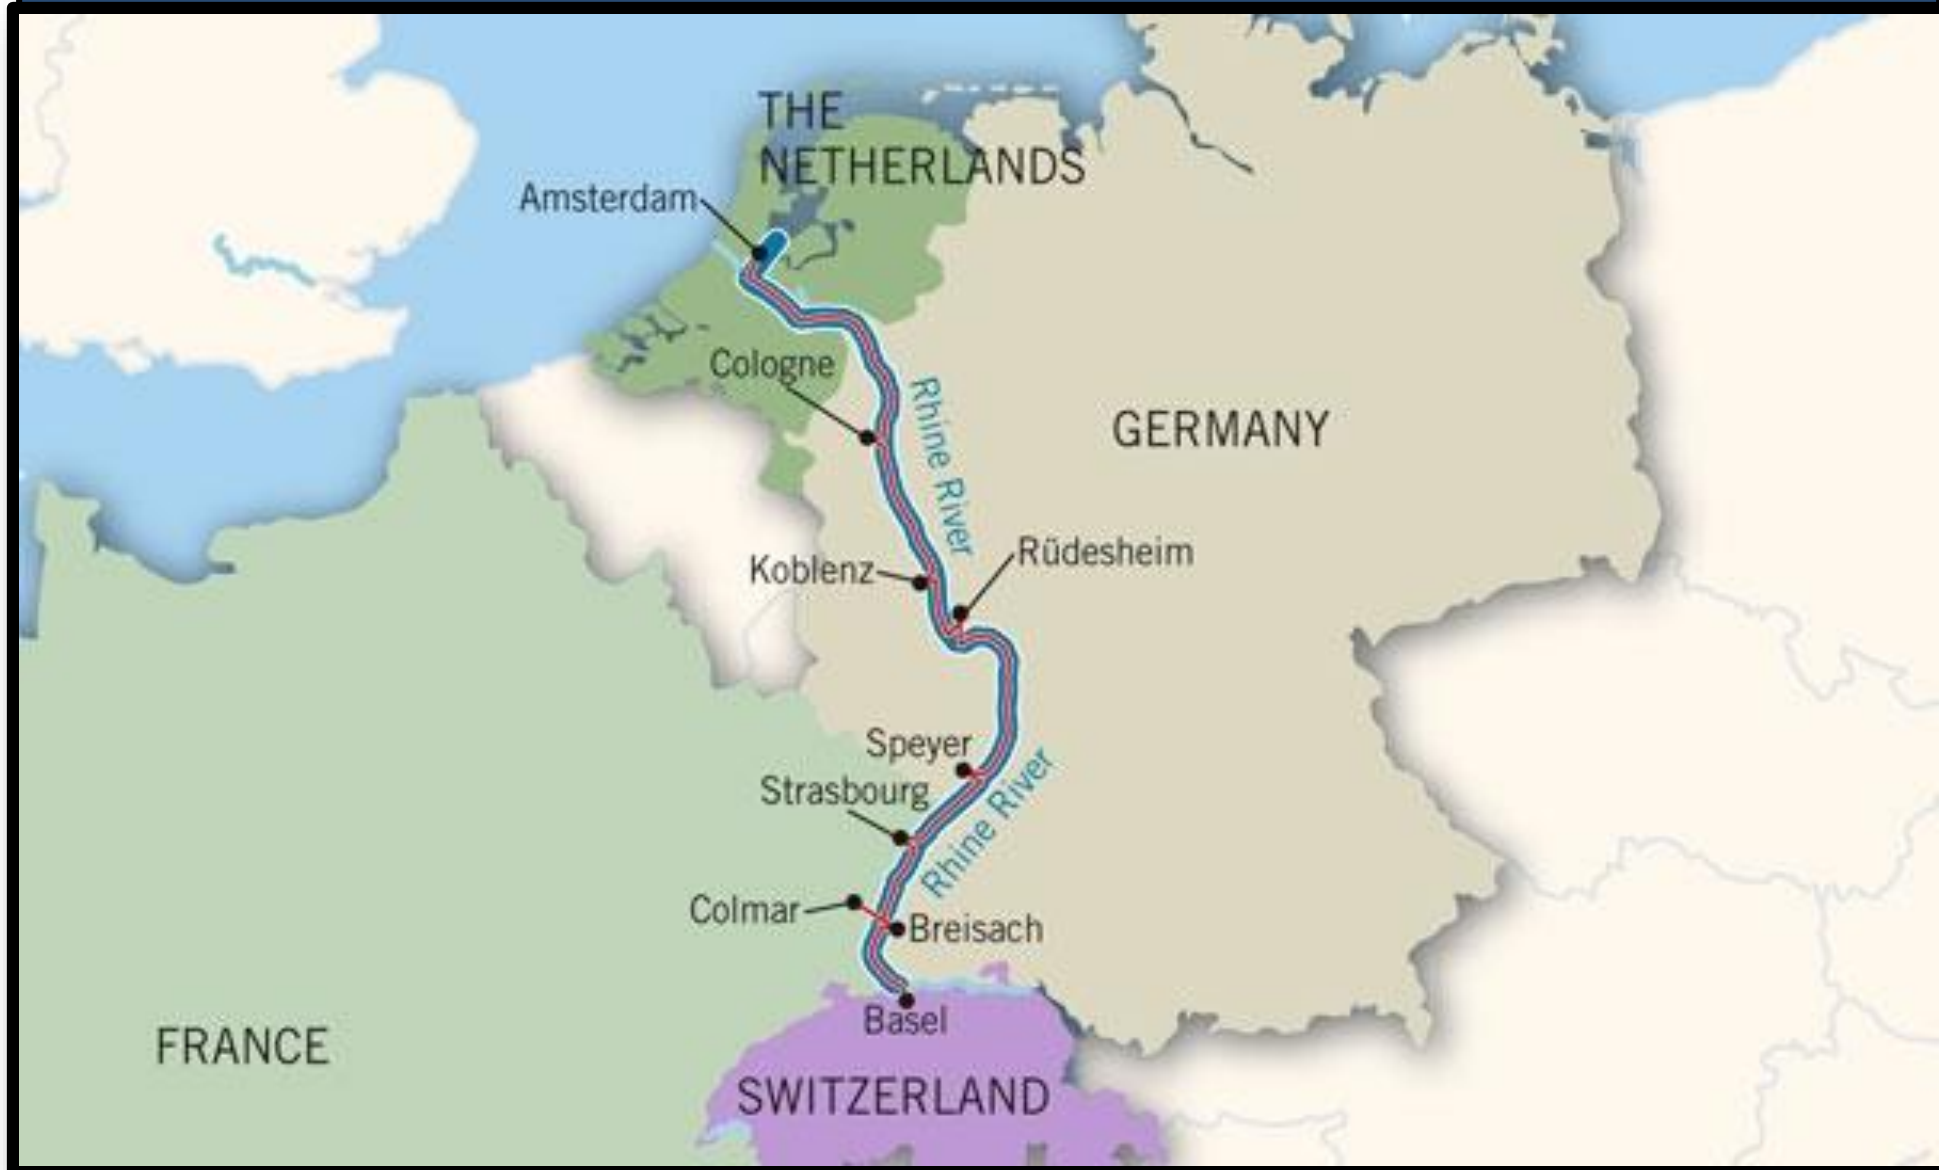 THE
NETHERLANDS
Amsterdam
Cologne
Rhine River
GERMANY
Koblenz
Rüdesheim
Speyer
Strasbourg
Rhine River
Colmar
Breisach
Basel
FRANCE
SWITZERLAND